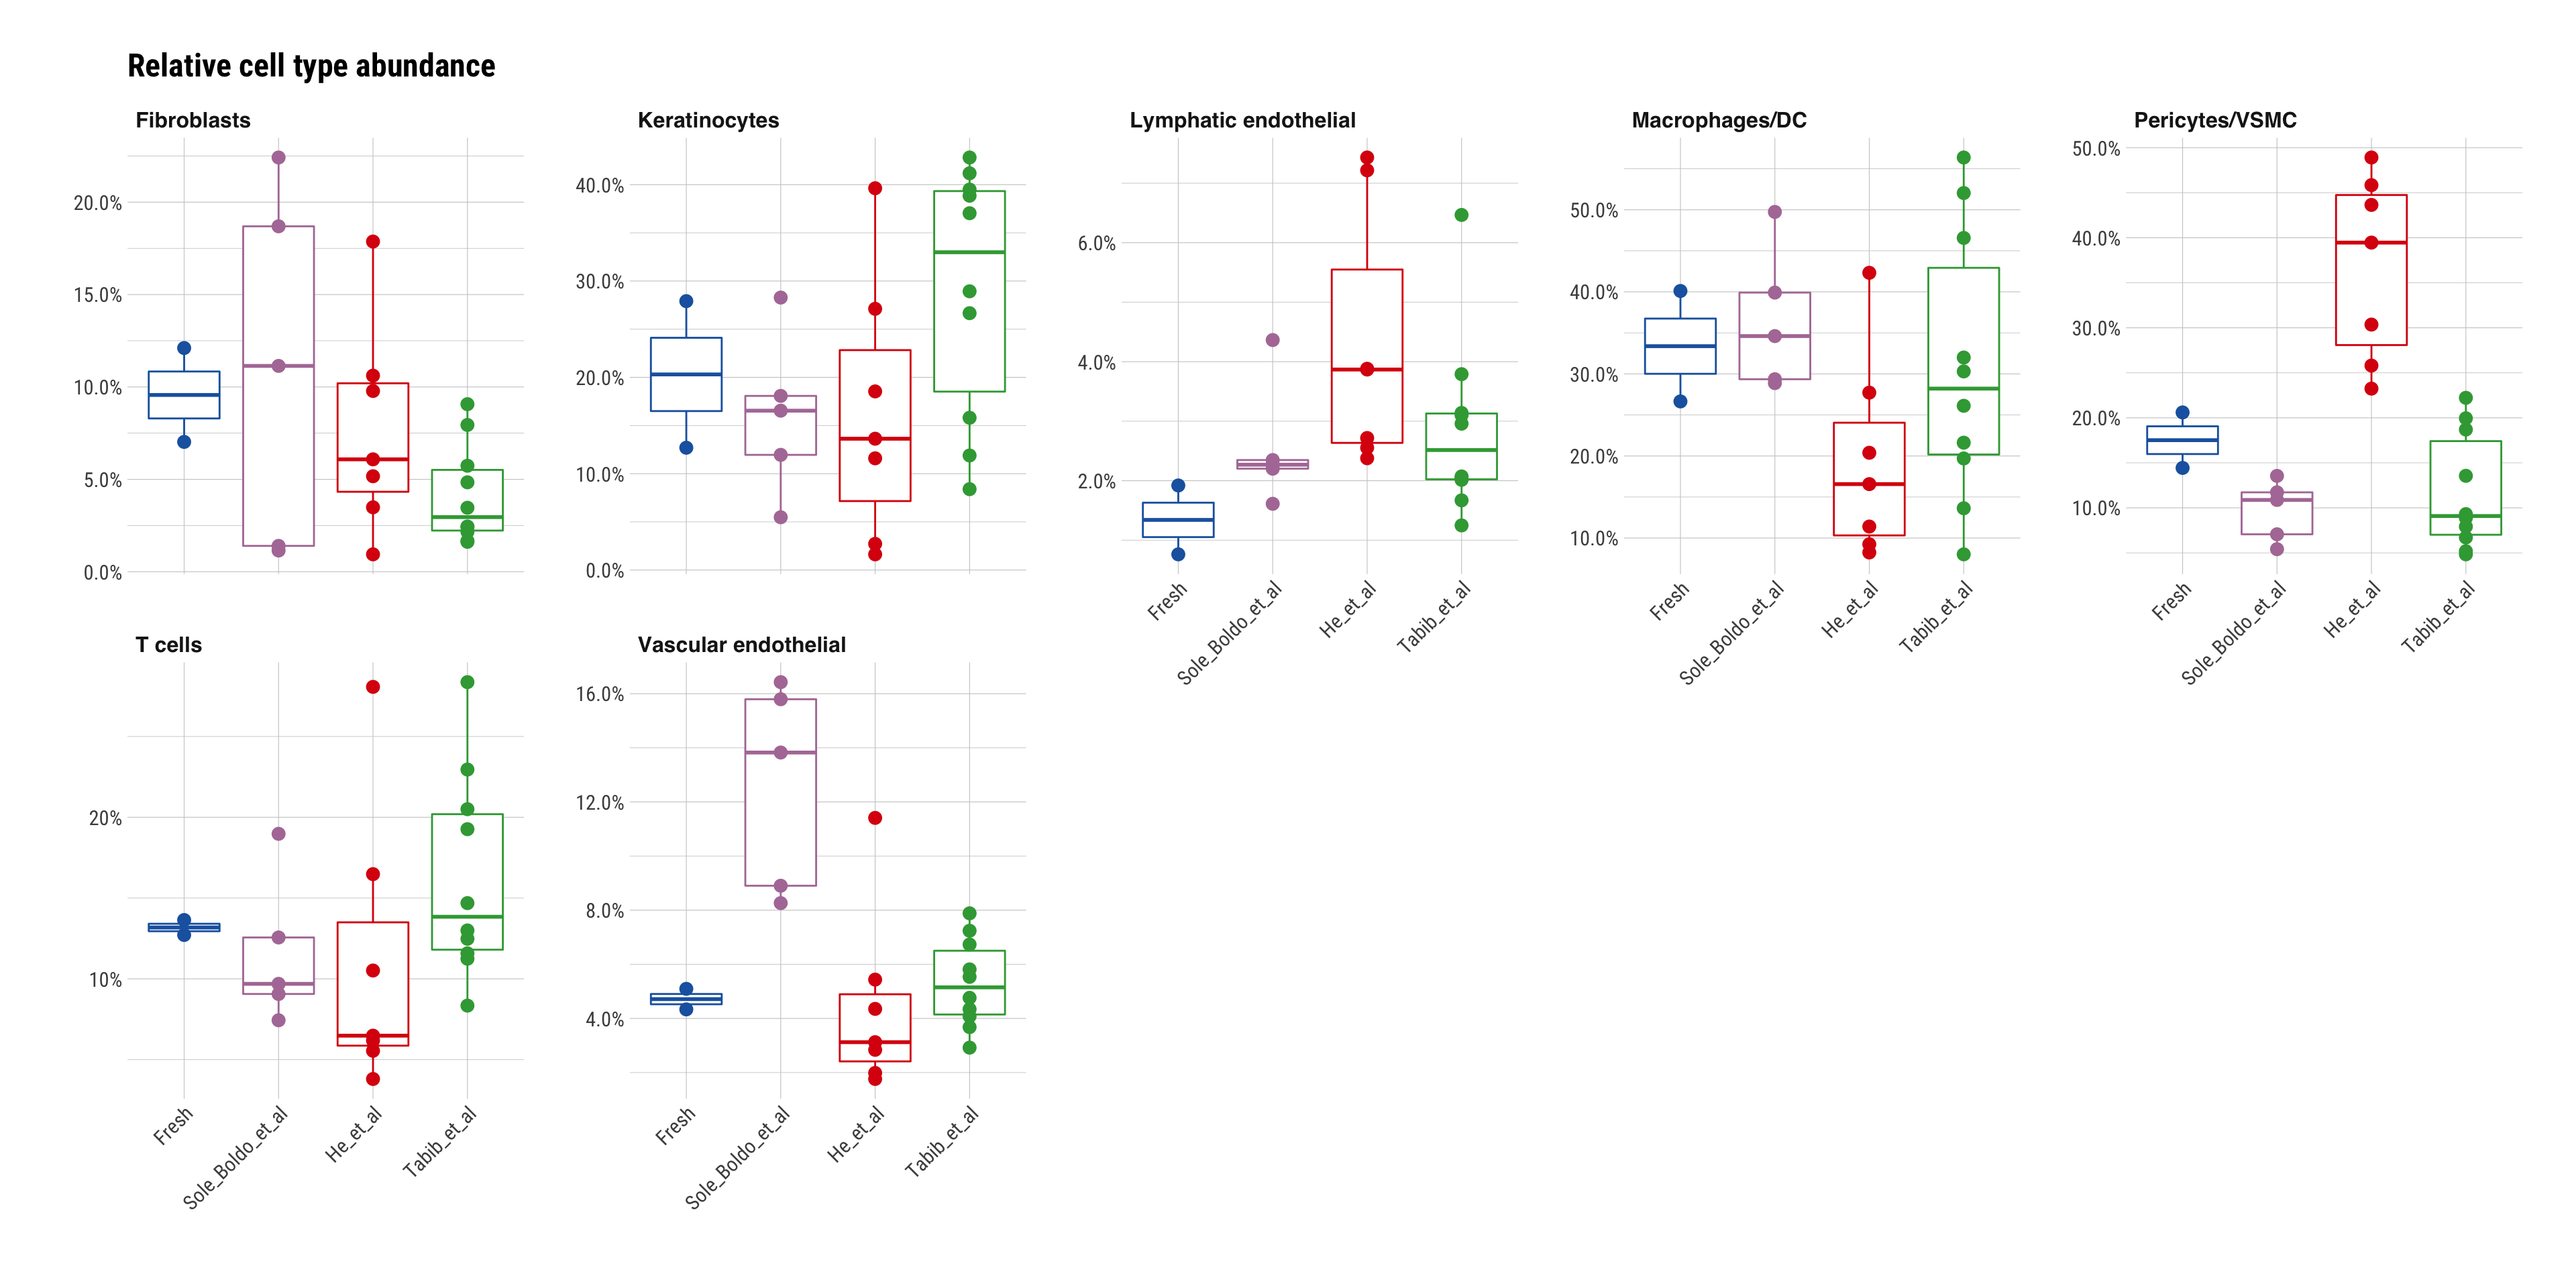 Relative cell type abundance
Fibroblasts
Keratinocytes
Lymphatic endothelial
Macrophages/DC
Pericytes/VSMC
20.0%
15.0%
10.0%
5.0%
0.0%
40.0%
30.0%
20.0%
10.0%
0.0%
6.0%
4.0%
2.0%
50.0%
40.0%
30.0%
20.0%
10.0%
50.0%
40.0%
30.0%
20.0%
10.0%
Fresh
Sole_Boldo_et_al
He_et_al
Tabib_et_al
Fresh
Sole_Boldo_et_al
He_et_al
Tabib_et_al
Fresh
Sole_Boldo_et_al
He_et_al
Tabib_et_al
T cells
Vascular endothelial
20%
10%
16.0%
12.0%
8.0%
4.0%
Fresh
Sole_Boldo_et_al
He_et_al
Tabib_et_al
Fresh
Sole_Boldo_et_al
He_et_al
Tabib_et_al